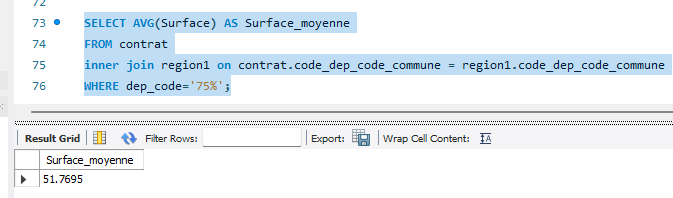 72
73 SELECT AVG(Surface) AS Surface_moyenne
74 FROM contrat
75 inner join region1 on contrat.code_dep_code_commune = region1.code_dep_code_commune
76 WHERE dep_code='75%';
Result Grid Filter Rows: Export: Wrap Cell Content: IA
Surface_moyenne
51.7695